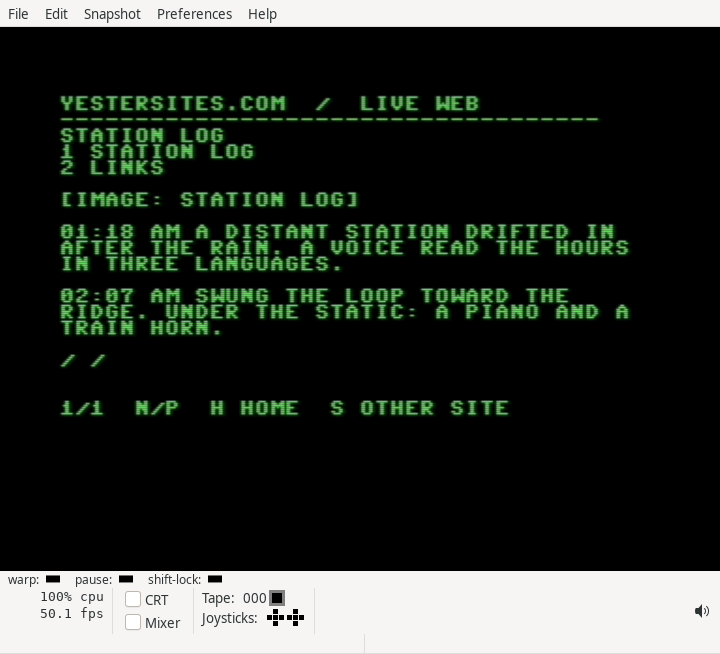 File Edit Snapshot Preferences Help
YESTERSITES.COM / LIVE WEB
------------------------------------
STATION LOG
1 STATION LOG
2 LINKS
[IMAGE: STATION LOG]
01:18 AM A DISTANT STATION DRIFTED IN
AFTER THE RAIN. A VOICE READ THE HOURS
IN THREE LANGUAGES.
02:07 AM SWUNG THE LOOP TOWARD THE
RIDGE. UNDER THE STATIC: A PIANO AND A
TRAIN HORN.
/ /
1/1 N/P H HOME S OTHER SITE
warp: pause: shift-lock:
100% cpu
50.1 fps
CRT
Mixer
Tape: 000
Joysticks: